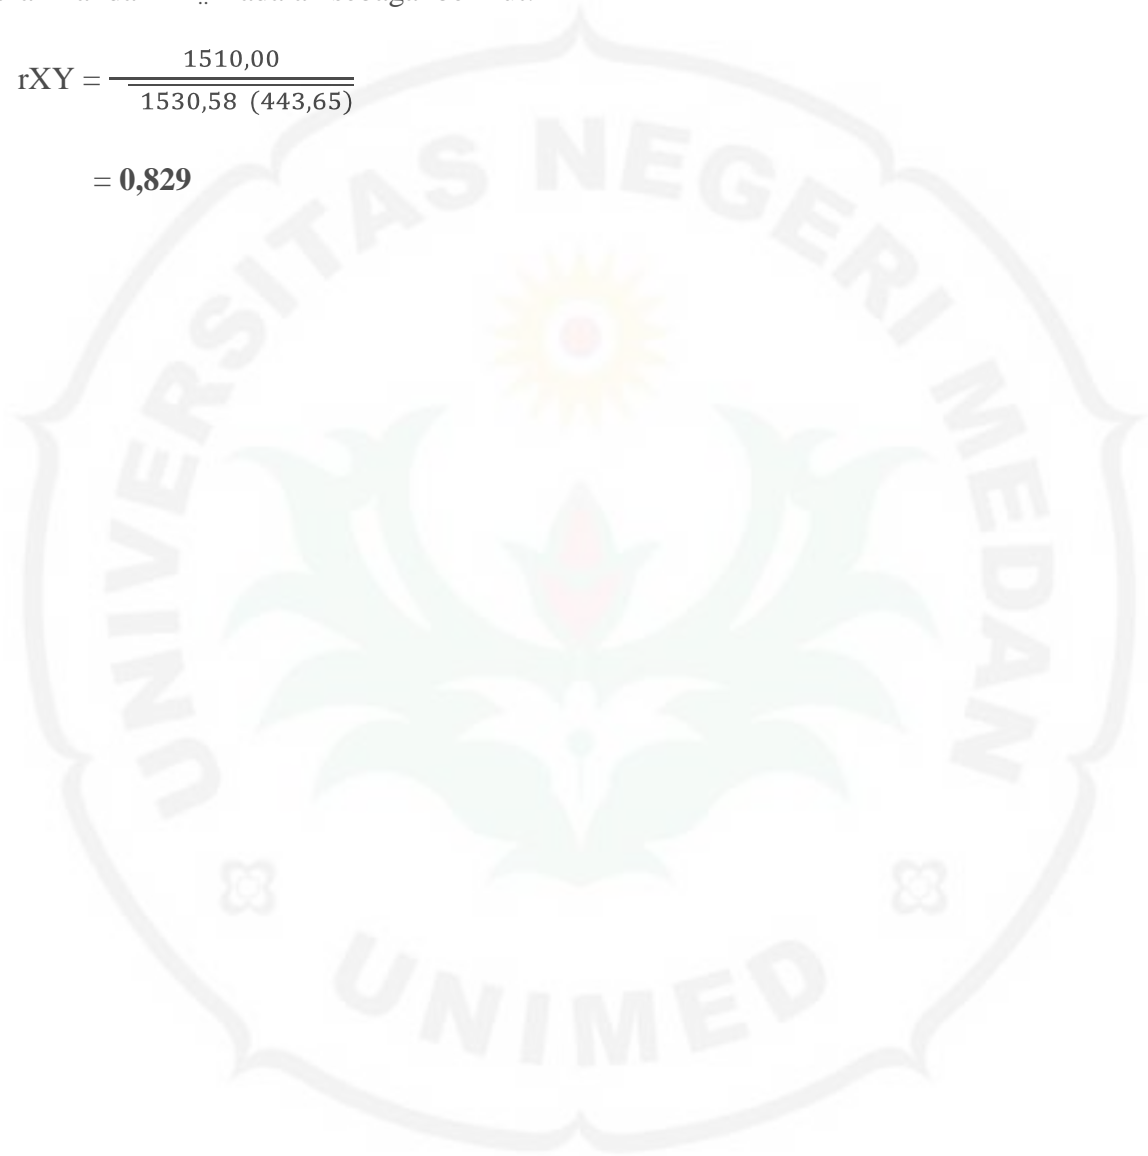 rXY = 1510,00
1530,58 (443,65)
= 0,829
UNIVERSITAS NEGERI MEDAN
UNIMED